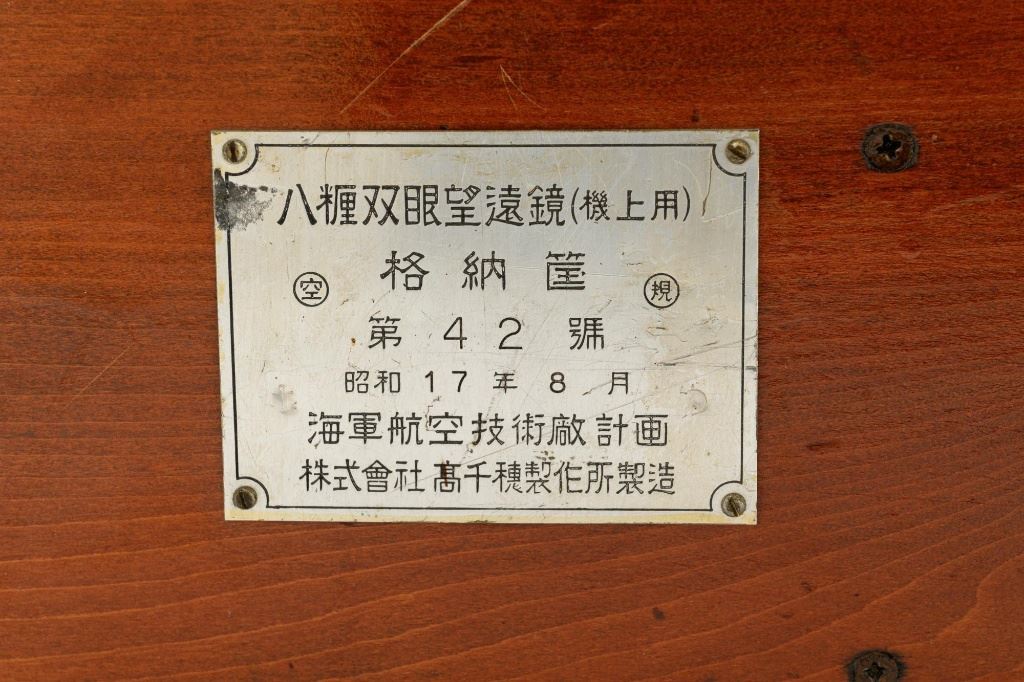 八糎双眼望遠鏡(機上用)
格納筐
空 規
第42號
昭和17年8月
海軍航空技術廠計画
株式會社髙千穂製作所製造